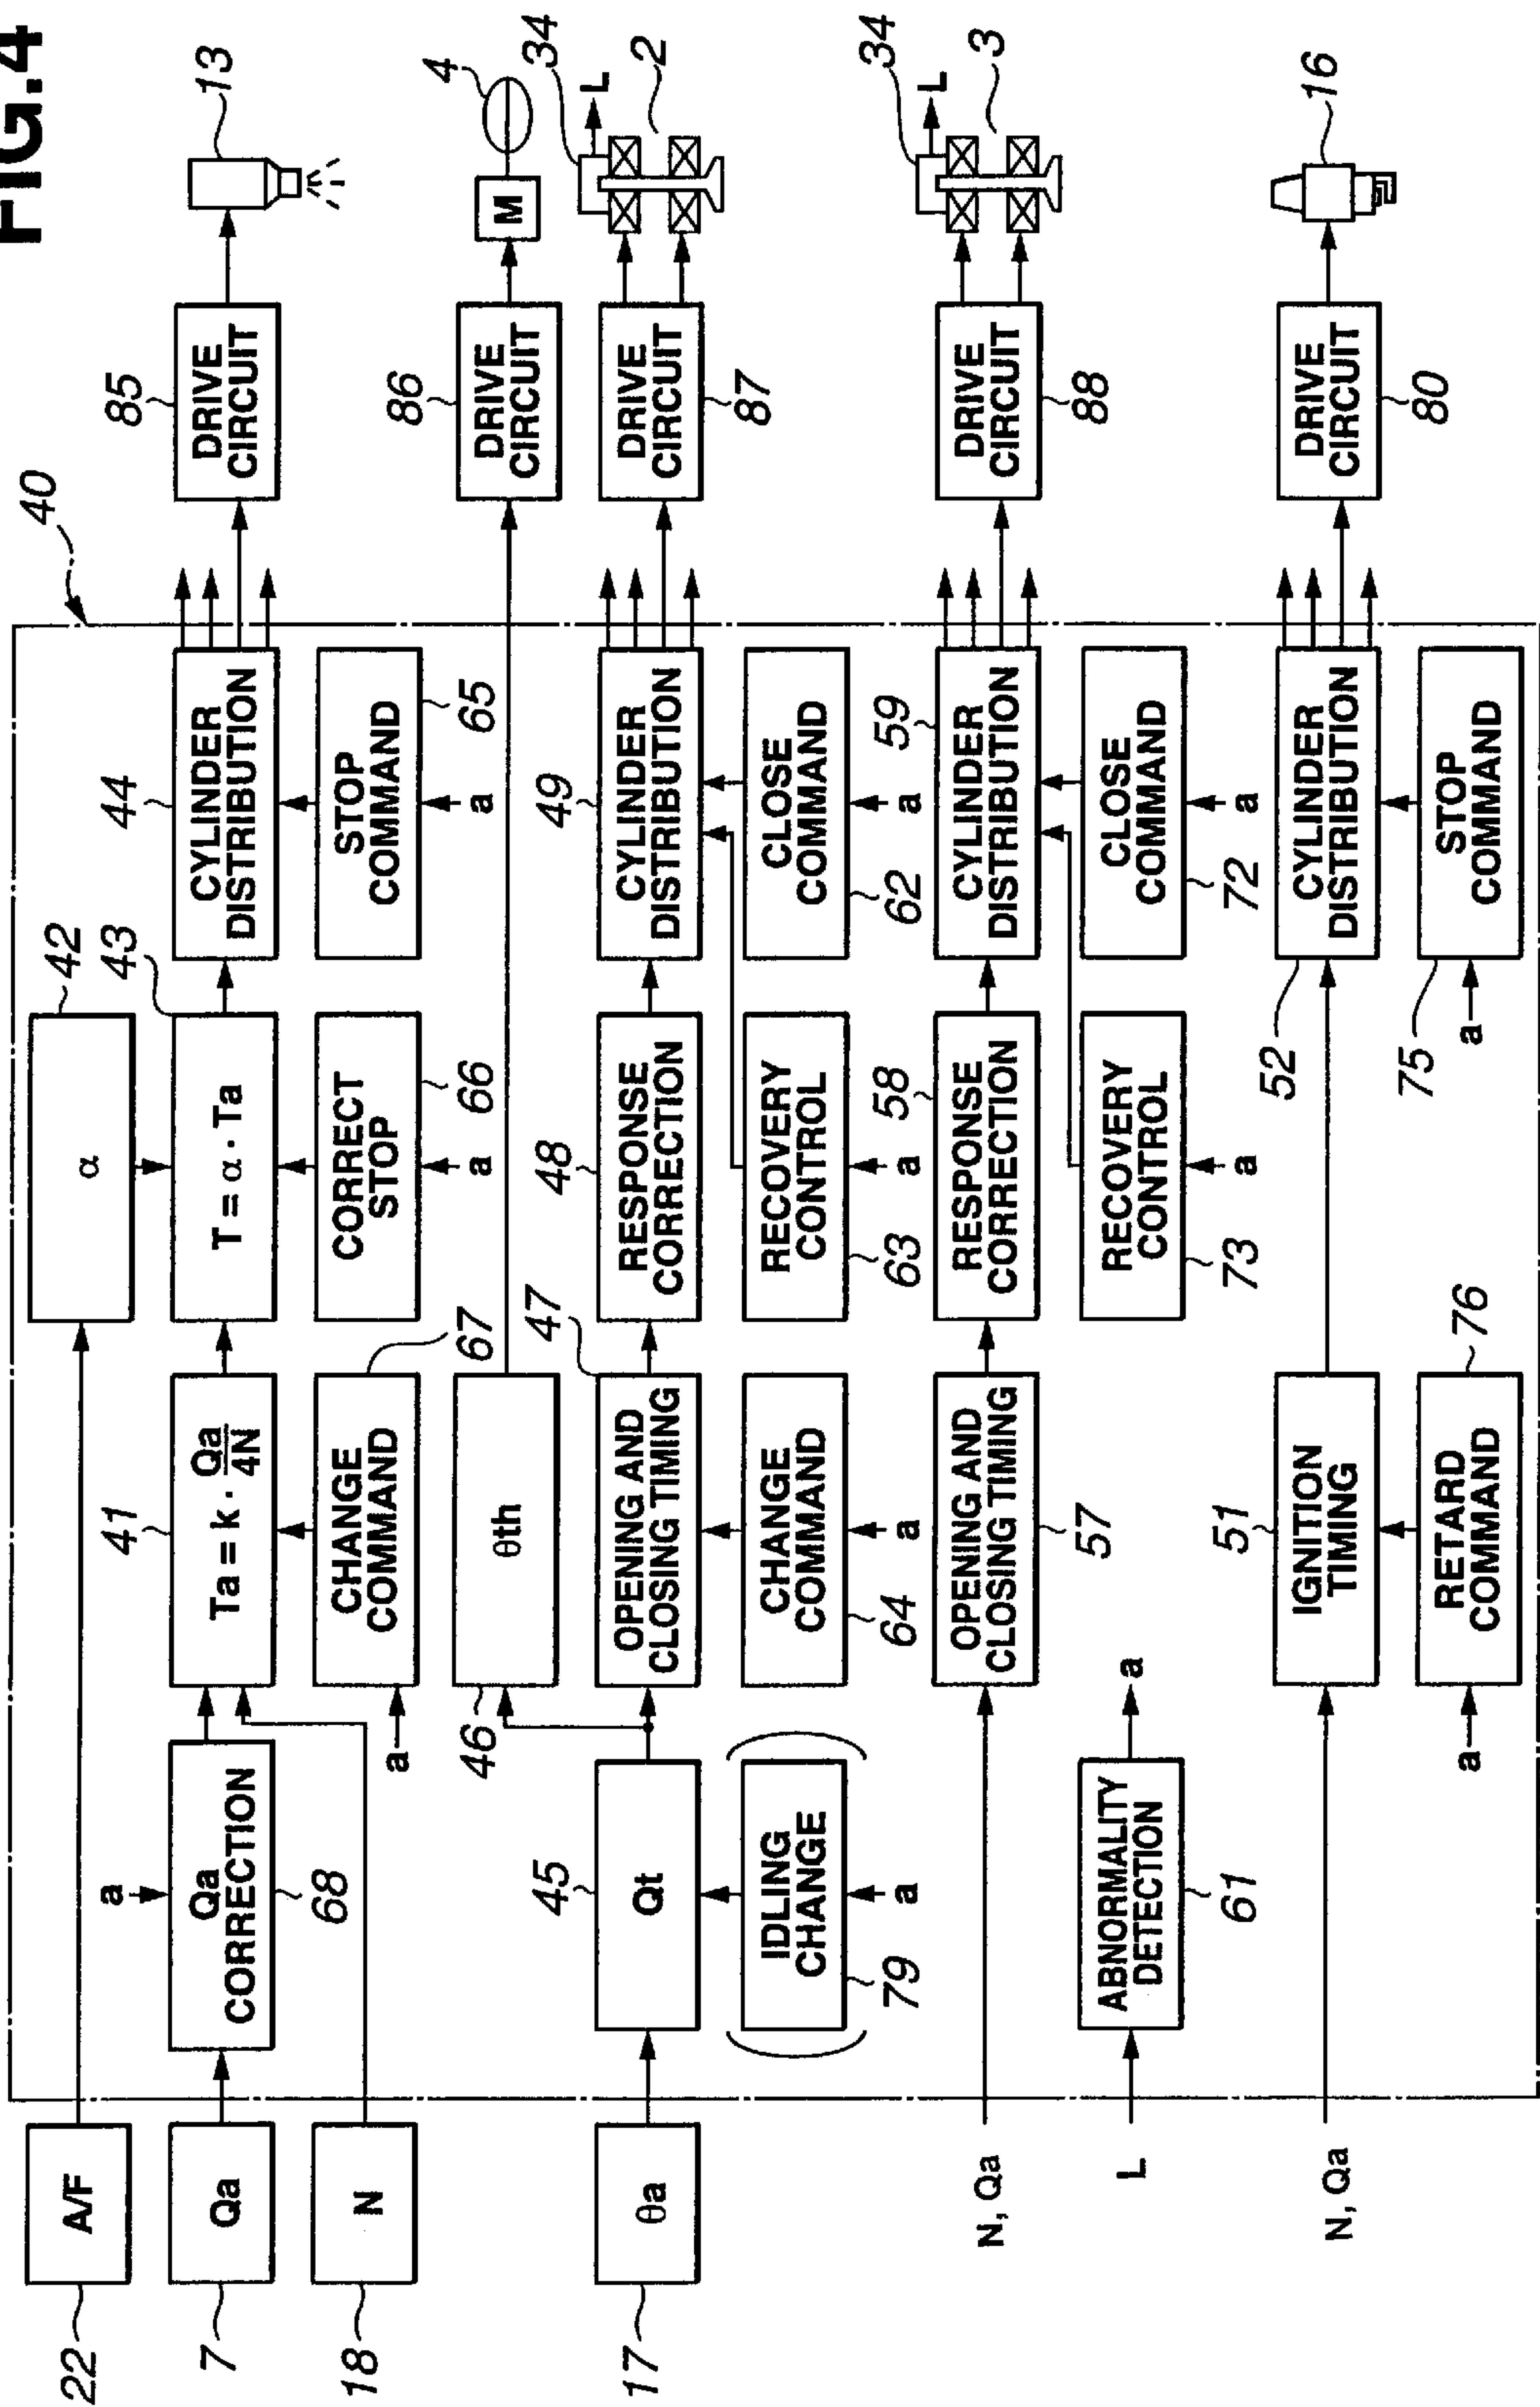 FIG.4
22
A/F
42
α
7
Qa
a
Qa
CORRECTION
68
41
Ta = k · Qa/4N
43
T = α · Ta
44
CYLINDER
DISTRIBUTION
40
85
DRIVE
CIRCUIT
13
18
N
a
CHANGE
COMMAND
67
CORRECT
STOP
66
a
STOP
COMMAND
65
a
46
θth
86
DRIVE
CIRCUIT
M
4
17
θa
45
Qt
47
OPENING AND
CLOSING TIMING
48
RESPONSE
CORRECTION
49
CYLINDER
DISTRIBUTION
DRIVE
CIRCUIT
87
34
L
2
IDLING
CHANGE
79
a
CHANGE
COMMAND
64
a
RECOVERY
CONTROL
63
a
CLOSE
COMMAND
62
a
N, Qa
OPENING AND
CLOSING TIMING
57
58
RESPONSE
CORRECTION
59
CYLINDER
DISTRIBUTION
DRIVE
CIRCUIT
88
34
L
3
L
ABNORMALITY
DETECTION
61
a
RECOVERY
CONTROL
73
a
CLOSE
COMMAND
72
a
N, Qa
51
IGNITION
TIMING
52
CYLINDER
DISTRIBUTION
DRIVE
CIRCUIT
80
16
a
RETARD
COMMAND
76
a
75
STOP
COMMAND